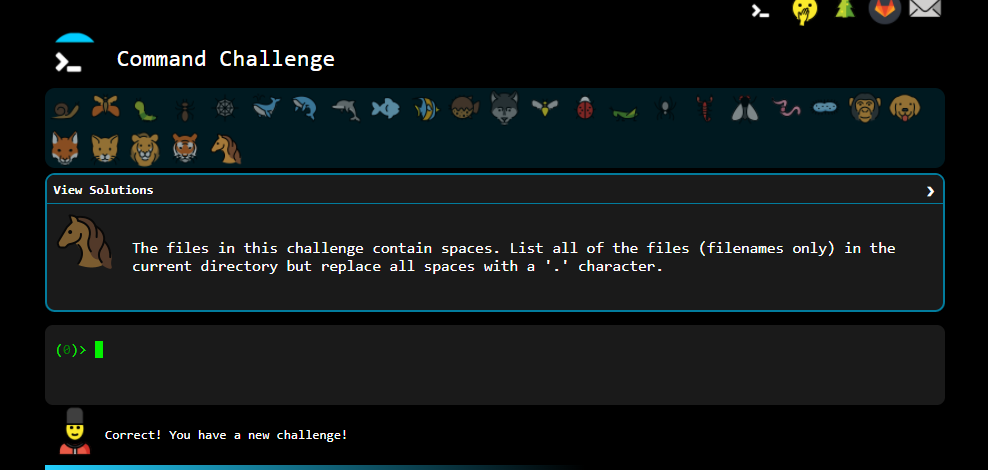 Command Challenge
View Solutions
The files in this challenge contain spaces. List all of the files (filenames only) in the
current directory but replace all spaces with a '.' character.
(0)>
Correct! You have a new challenge!